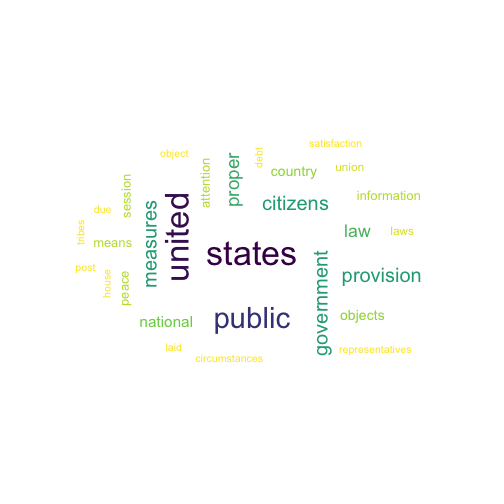 satisfaction
object
debt
attention
proper
country
union
session
citizens
information
due
measures
united
tribes
means
states
law
laws
post
house
peace
government
provision
national
public
objects
laid
circumstances
representatives